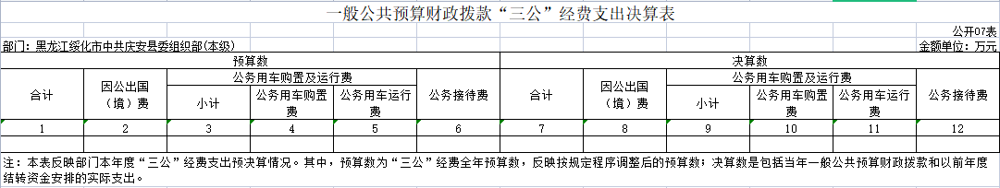 一般公共预算财政拨款“三公”经费支出决算表
公开07表
部门：黑龙江绥化市中共庆安县委组织部(本级) 金额单位：万元
预算数 决算数
合计 因公出国（境）费 公务用车购置及运行费 公务接待费 合计 因公出国（境）费 公务用车购置及运行费 公务接待费
小计 公务用车购置费 公务用车运行费 小计 公务用车购置费 公务用车运行费
1 2 3 4 5 6 7 8 9 10 11 12
注：本表反映部门本年度“三公”经费支出预决算情况。其中，预算数为“三公”经费全年预算数，反映按规定程序调整后的预算数；决算数是包括当年一般公共预算财政拨款和以前年度
结转资金安排的实际支出。